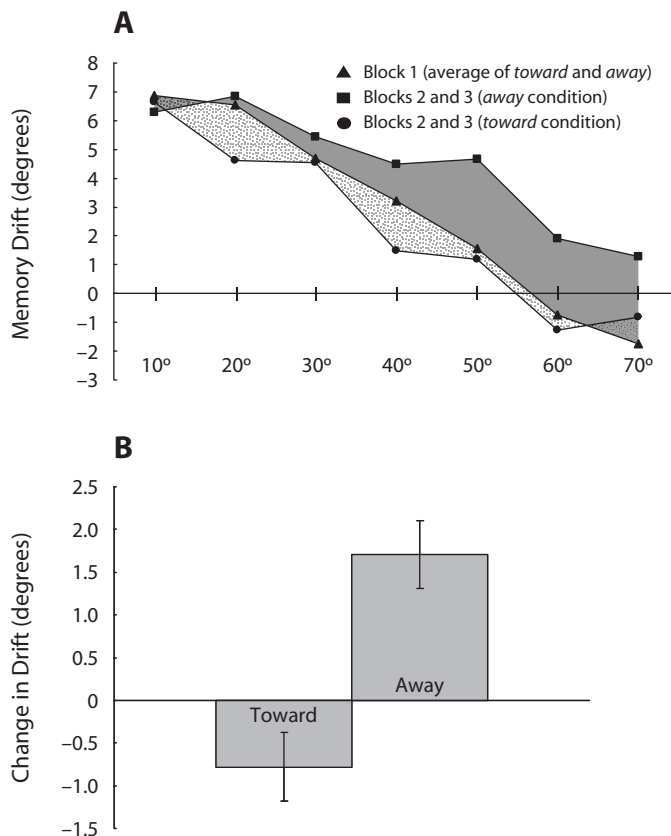 A
8
7
6
5
4
3
2
1
0
–1
–2
–3
Memory Drift (degrees)
Block 1 (average of toward and away)
Blocks 2 and 3 (away condition)
Blocks 2 and 3 (toward condition)
10º 20º 30º 40º 50º 60º 70º
B
2.5
2.0
1.5
1.0
0.5
0
–0.5
–1.0
–1.5
Change in Drift (degrees)
Away
Toward